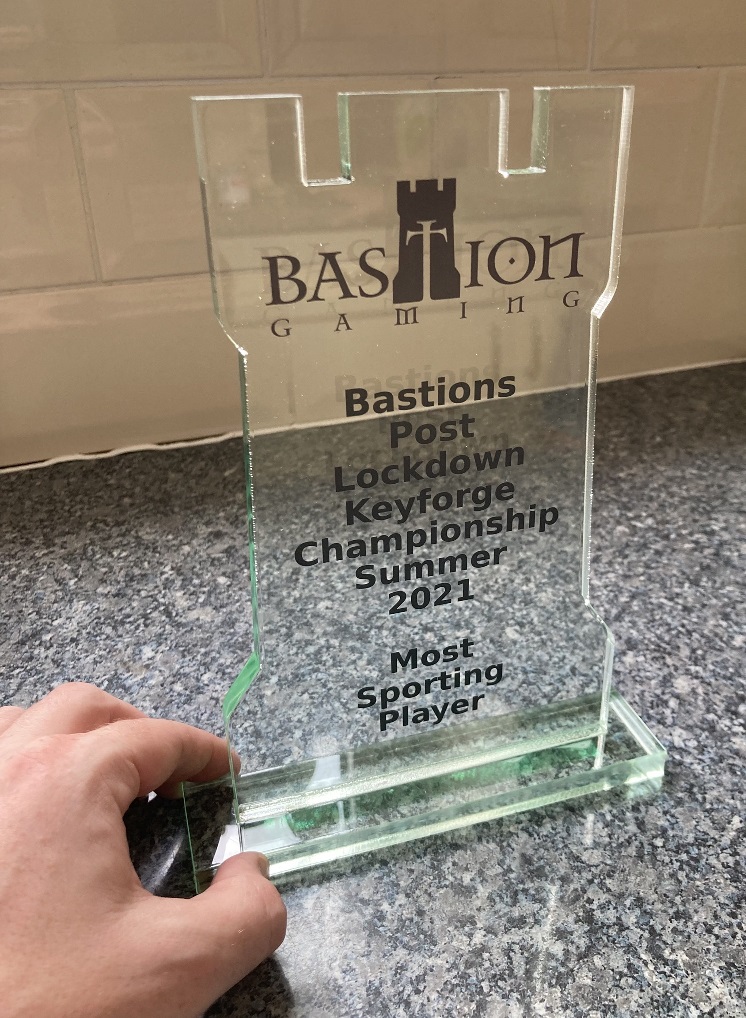 BASTION
GAMING
Bastions
Post
Lockdown
Keyforge
Championship
Summer
2021
Most
Sporting
Player